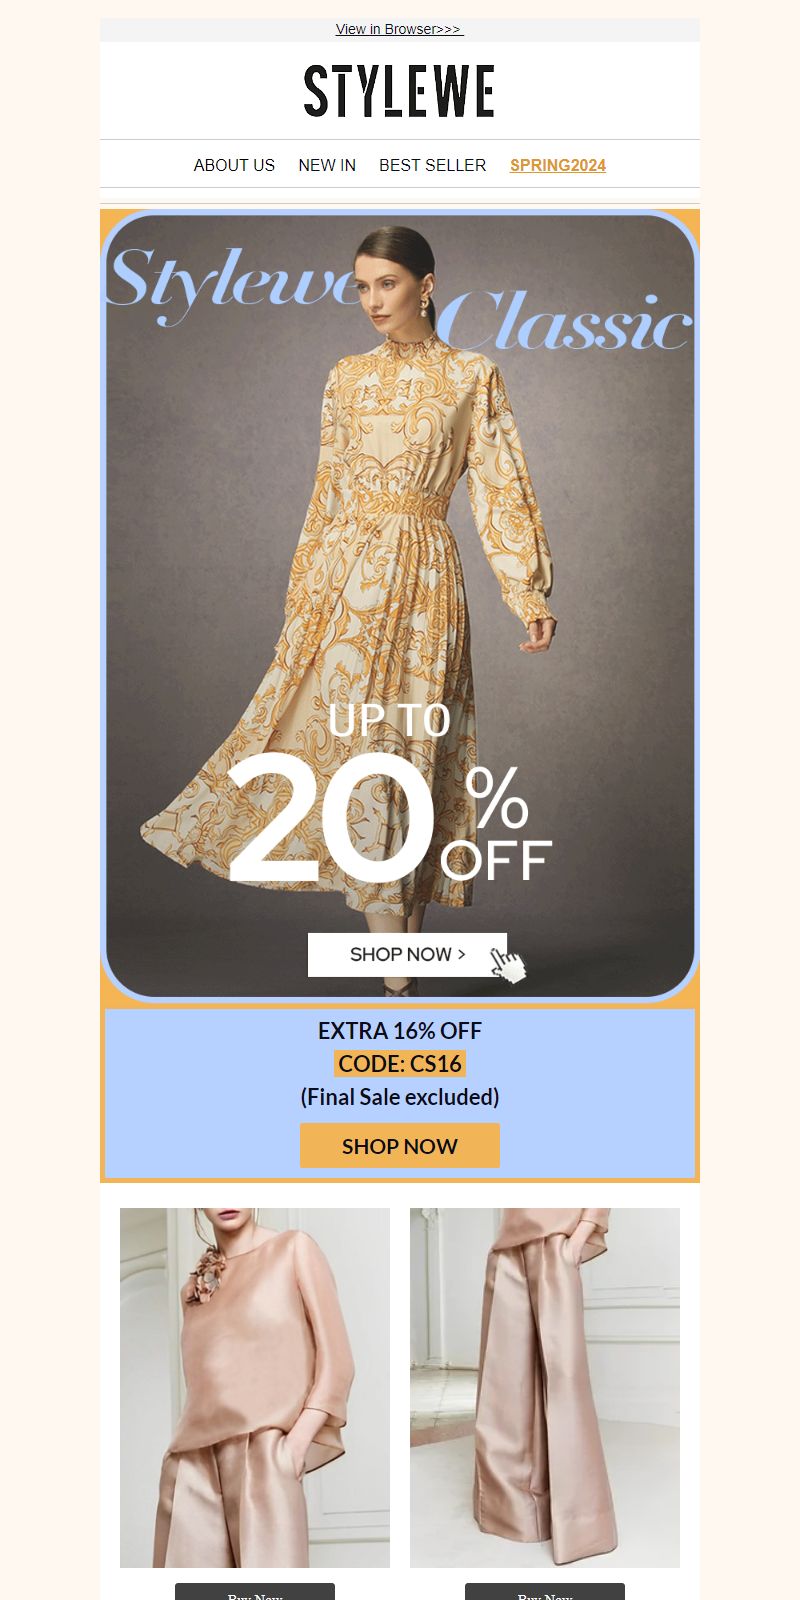 View in Browser>>>
STYLEWE
ABOUT US NEW IN BEST SELLER SPRING2024
Stylewe
Classic
UP TO
20%
OFF
SHOP NOW >
EXTRA 16% OFF
CODE: CS16
(Final Sale excluded)
SHOP NOW
Buy Now Buy Now